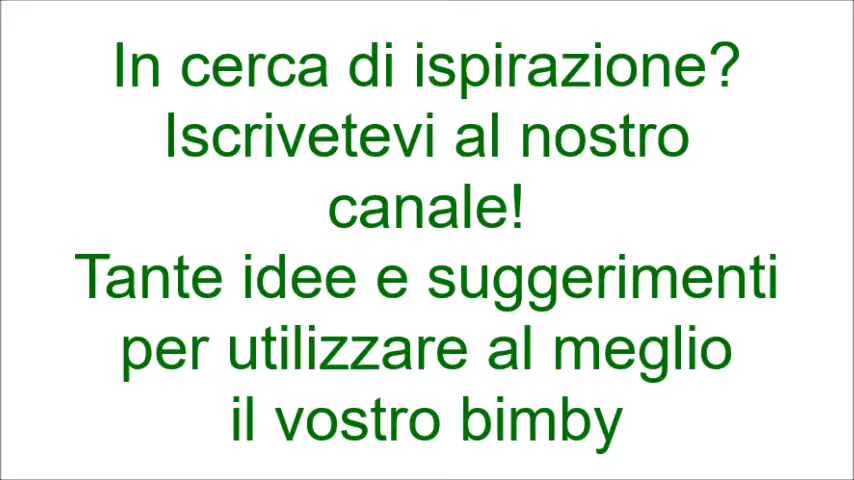 In cerca di ispirazione?
Iscrivetevi al nostro
canale!
Tante idee e suggerimenti
per utilizzare al meglio
il vostro bimby